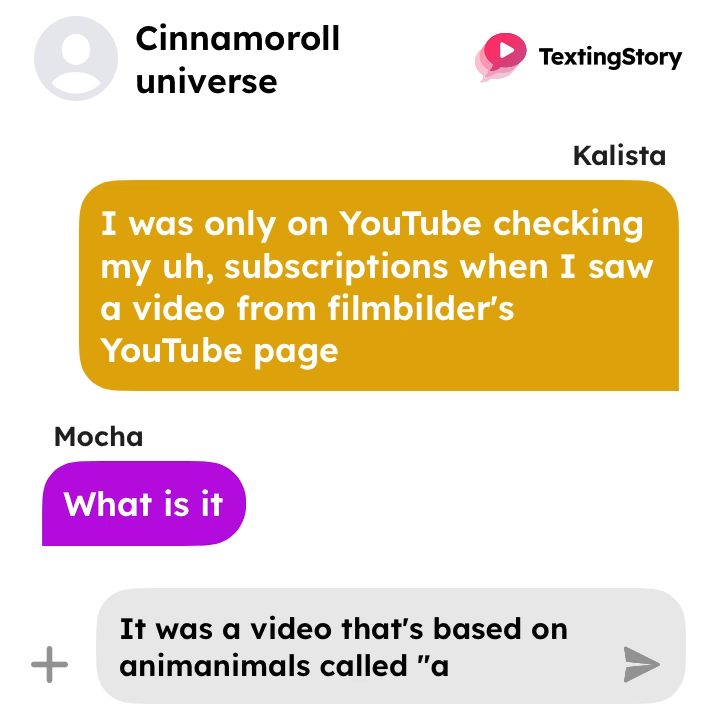 Cinnamoroll
universe
TextingStory
Kalista
I was only on YouTube checking
my uh, subscriptions when I saw
a video from filmbilder's
YouTube page
Mocha
What is it
It was a video that's based on
animanimals called "a